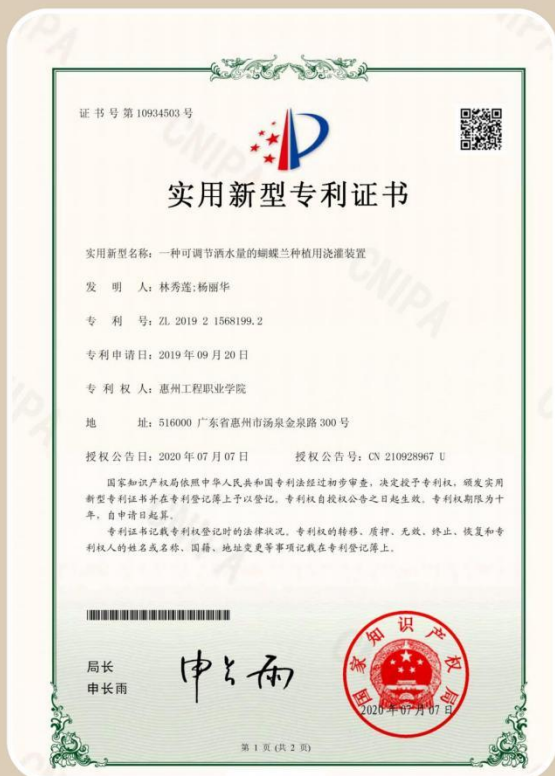 证书号第10934503号
CNIPA
实用新型专利证书
实用新型名称：一种可调节洒水量的蝴蝶兰种植用浇灌装置
发明人：林秀莲;杨丽华
专利号：ZL 2019 2 1568199.2
专利申请日：2019年09月20日
专利权人：惠州工程职业学院
地址：516000 广东省惠州市汤泉金泉路300号
授权公告日：2020年07月07日 授权公告号：CN 210928967 U
国家知识产权局依照中华人民共和国专利法经过初步审查，决定授予专利权，颁发实用
新型专利证书并在专利登记簿上予以登记。专利权自授权公告之日起生效。专利权期限为十
年，自申请日起算。
专利证书记载专利权登记时的法律状况。专利权的转移、质押、无效、终止、恢复和专
利权人的姓名或名称、国籍、地址变更等事项记载在专利登记簿上。
局长
申长雨
申长雨
国家知识产权局
2020年07月07日
第 1 页 (共 2 页)